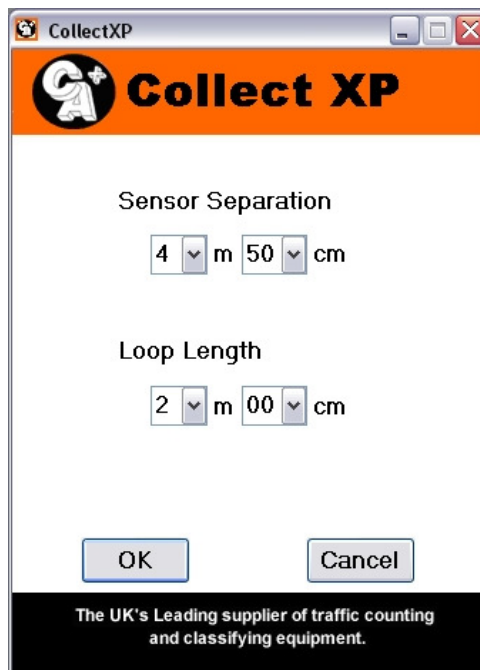 CollectXP
CA+ Collect XP
Sensor Separation
4 m 50 cm
Loop Length
2 m 00 cm
OK Cancel
The UK's Leading supplier of traffic counting
and classifying equipment.